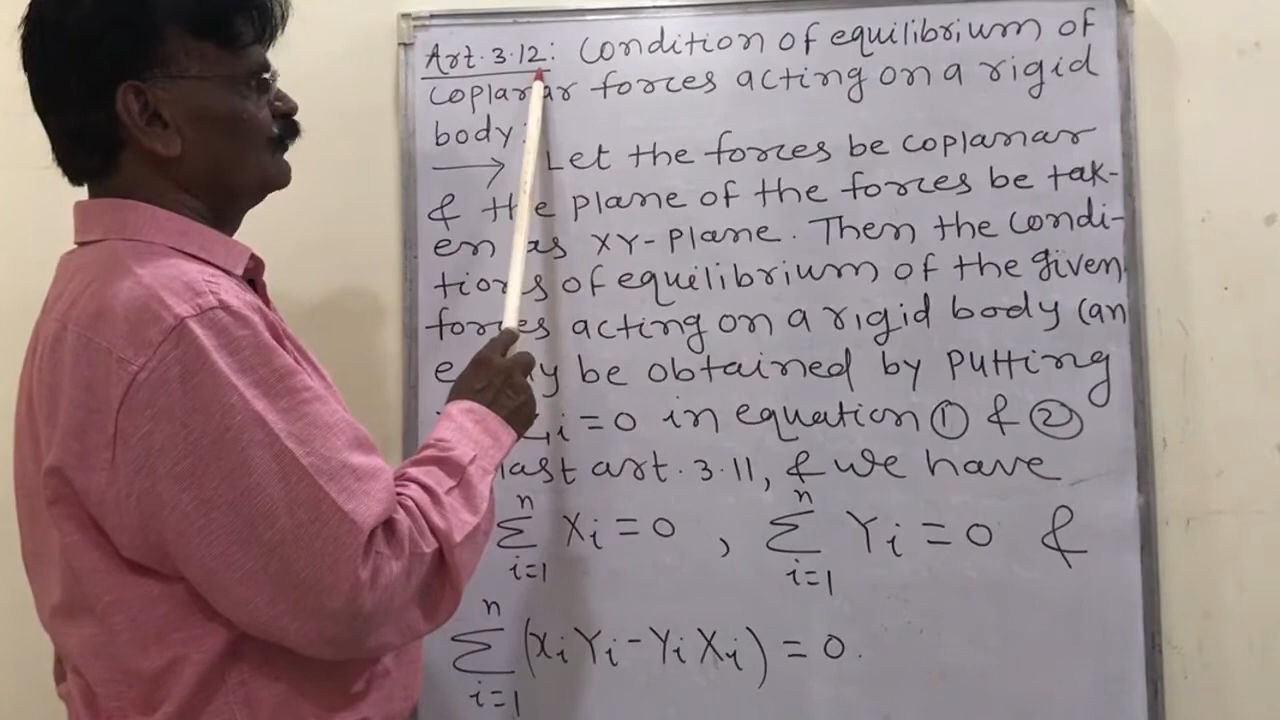 Art. 3.12: Condition of equilibrium of
coplanar forces acting on a rigid
body:
→ Let the forces be coplanar
& the plane of the forces be tak-
en as XY-plane. Then the condi-
tions of equilibrium of the given
forces acting on a rigid body can
be obtained by putting
i = 0 in equation ① & ②
last art. 3.11, & we have
n∑i=1 Xi = 0 , n∑i=1 Yi = 0 &
n∑i=1 (xi Yi - Yi Xi) = 0.